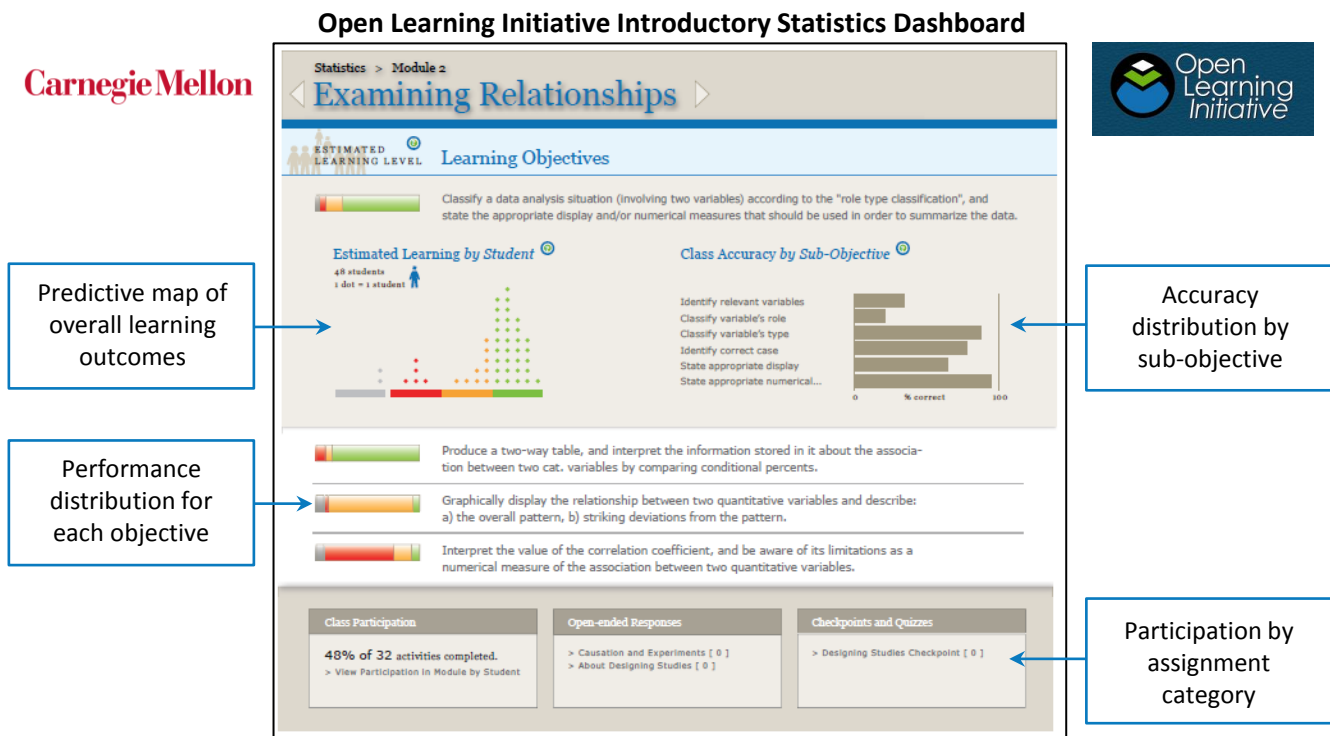 Open Learning Initiative Introductory Statistics Dashboard
Carnegie Mellon
Open
Learning
Initiative
Statistics > Module 2
Examining Relationships
ESTIMATED
LEARNING LEVEL
Learning Objectives
Classify a data analysis situation (involving two variables) according to the "role type classification", and
state the appropriate display and/or numerical measures that should be used in order to summarize the data.
Predictive map of
overall learning
outcomes
Estimated Learning by Student
48 students
1 dot = 1 student
Class Accuracy by Sub-Objective
Identify relevant variables
Classify variable's role
Classify variable's type
Identify correct case
State appropriate display
State appropriate numerical...
0 % correct 100
Accuracy
distribution by
sub-objective
Performance
distribution for
each objective
Produce a two-way table, and interpret the information stored in it about the associa-
tion between two cat. variables by comparing conditional percents.
Graphically display the relationship between two quantitative variables and describe:
a) the overall pattern, b) striking deviations from the pattern.
Interpret the value of the correlation coefficient, and be aware of its limitations as a
numerical measure of the association between two quantitative variables.
Class Participation
48% of 32 activities completed.
> View Participation in Module by Student
Open-ended Responses
> Causation and Experiments [ 0 ]
> About Designing Studies [ 0 ]
Checkpoints and Quizzes
> Designing Studies Checkpoint [ 0 ]
Participation by
assignment
category